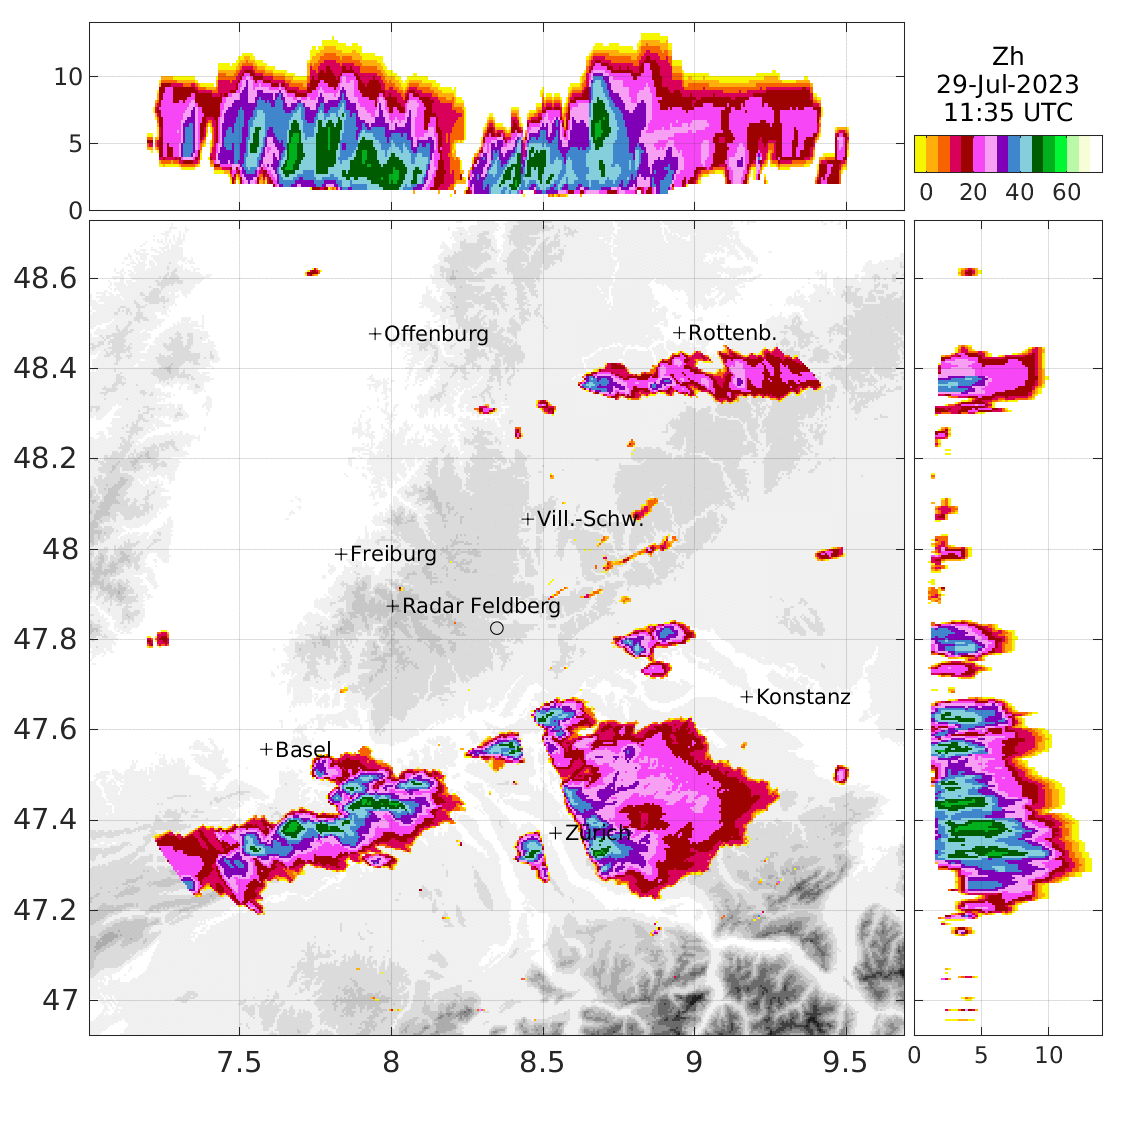 Zh
29-Jul-2023
11:35 UTC
0 20 40 60
10
5
0
48.6
48.4
48.2
48
47.8
47.6
47.4
47.2
47
Offenburg
Rottenb.
Vill.-Schw.
Freiburg
Radar Feldberg
Konstanz
Basel
Zürich
7.5 8 8.5 9 9.5
0 5 10